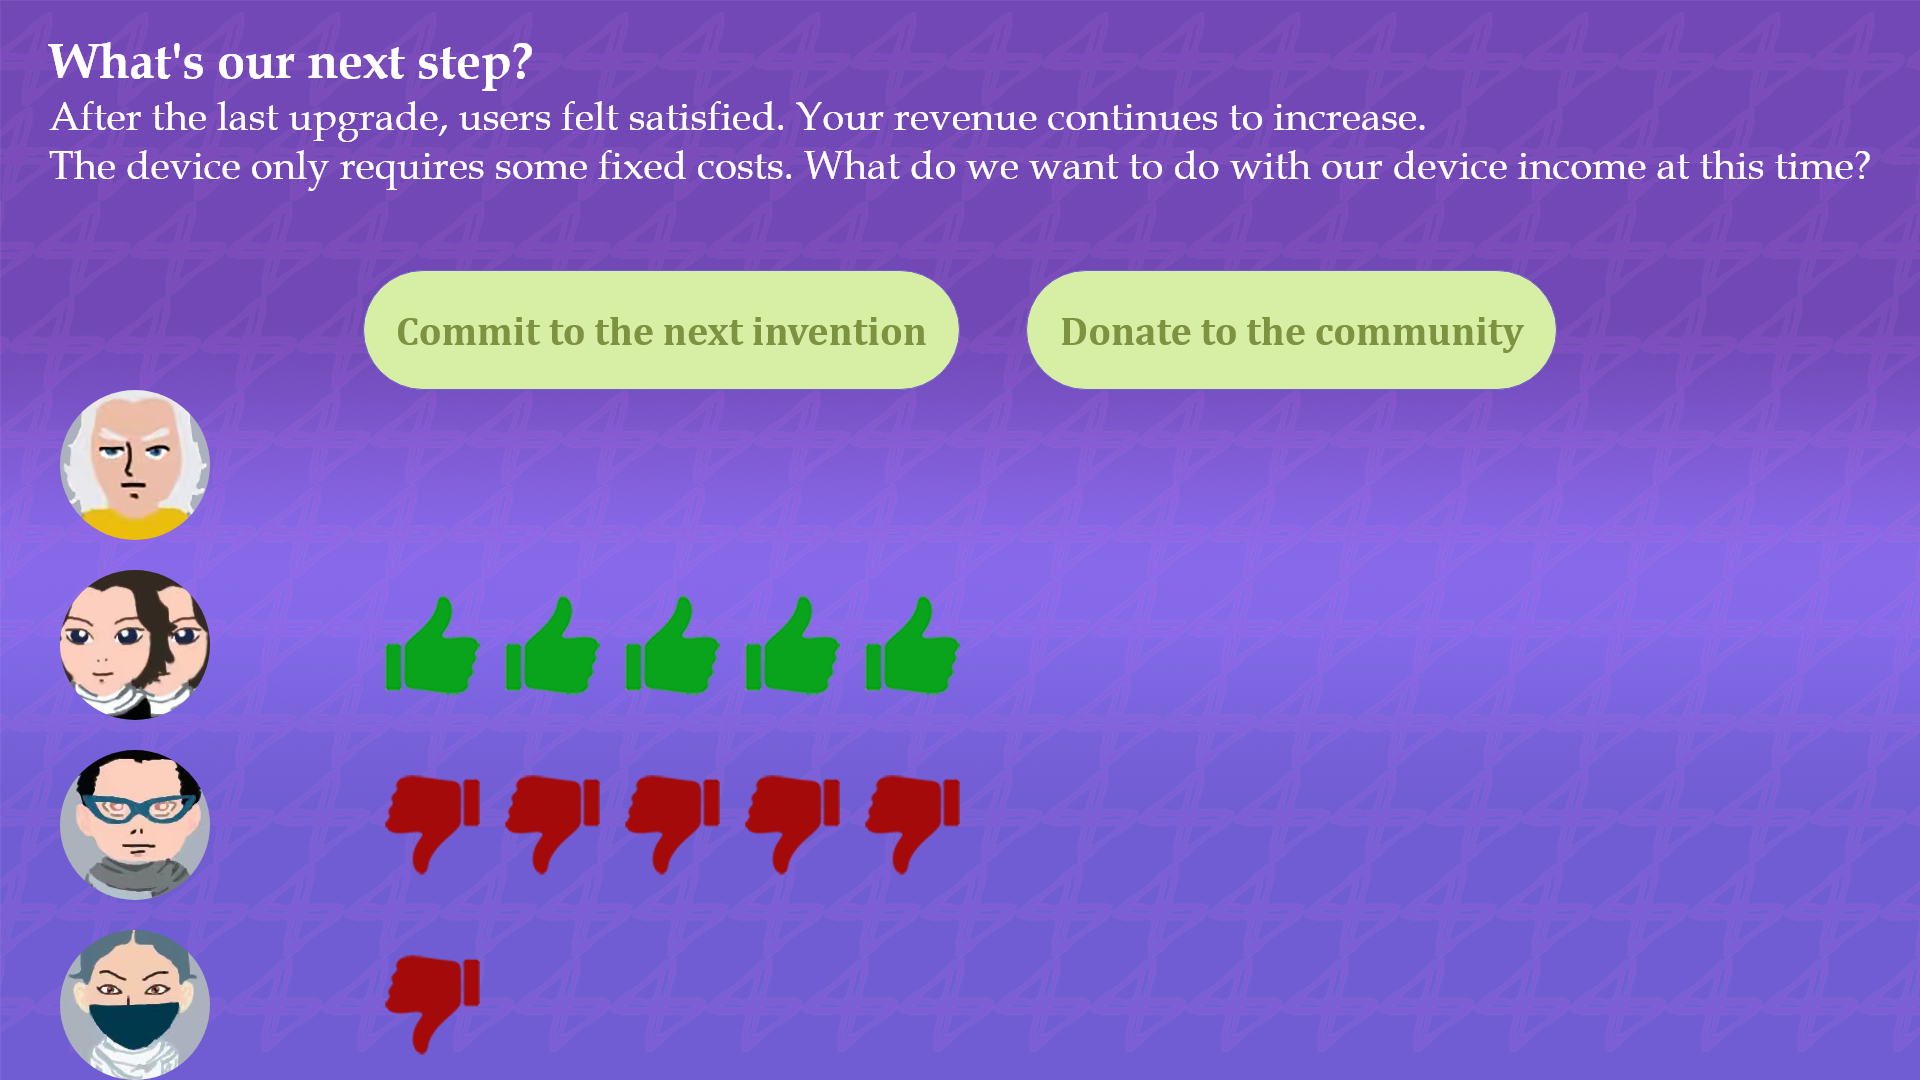 What's our next step?
After the last upgrade, users felt satisfied. Your revenue continues to increase.
The device only requires some fixed costs. What do we want to do with our device income at this time?
Commit to the next invention
Donate to the community